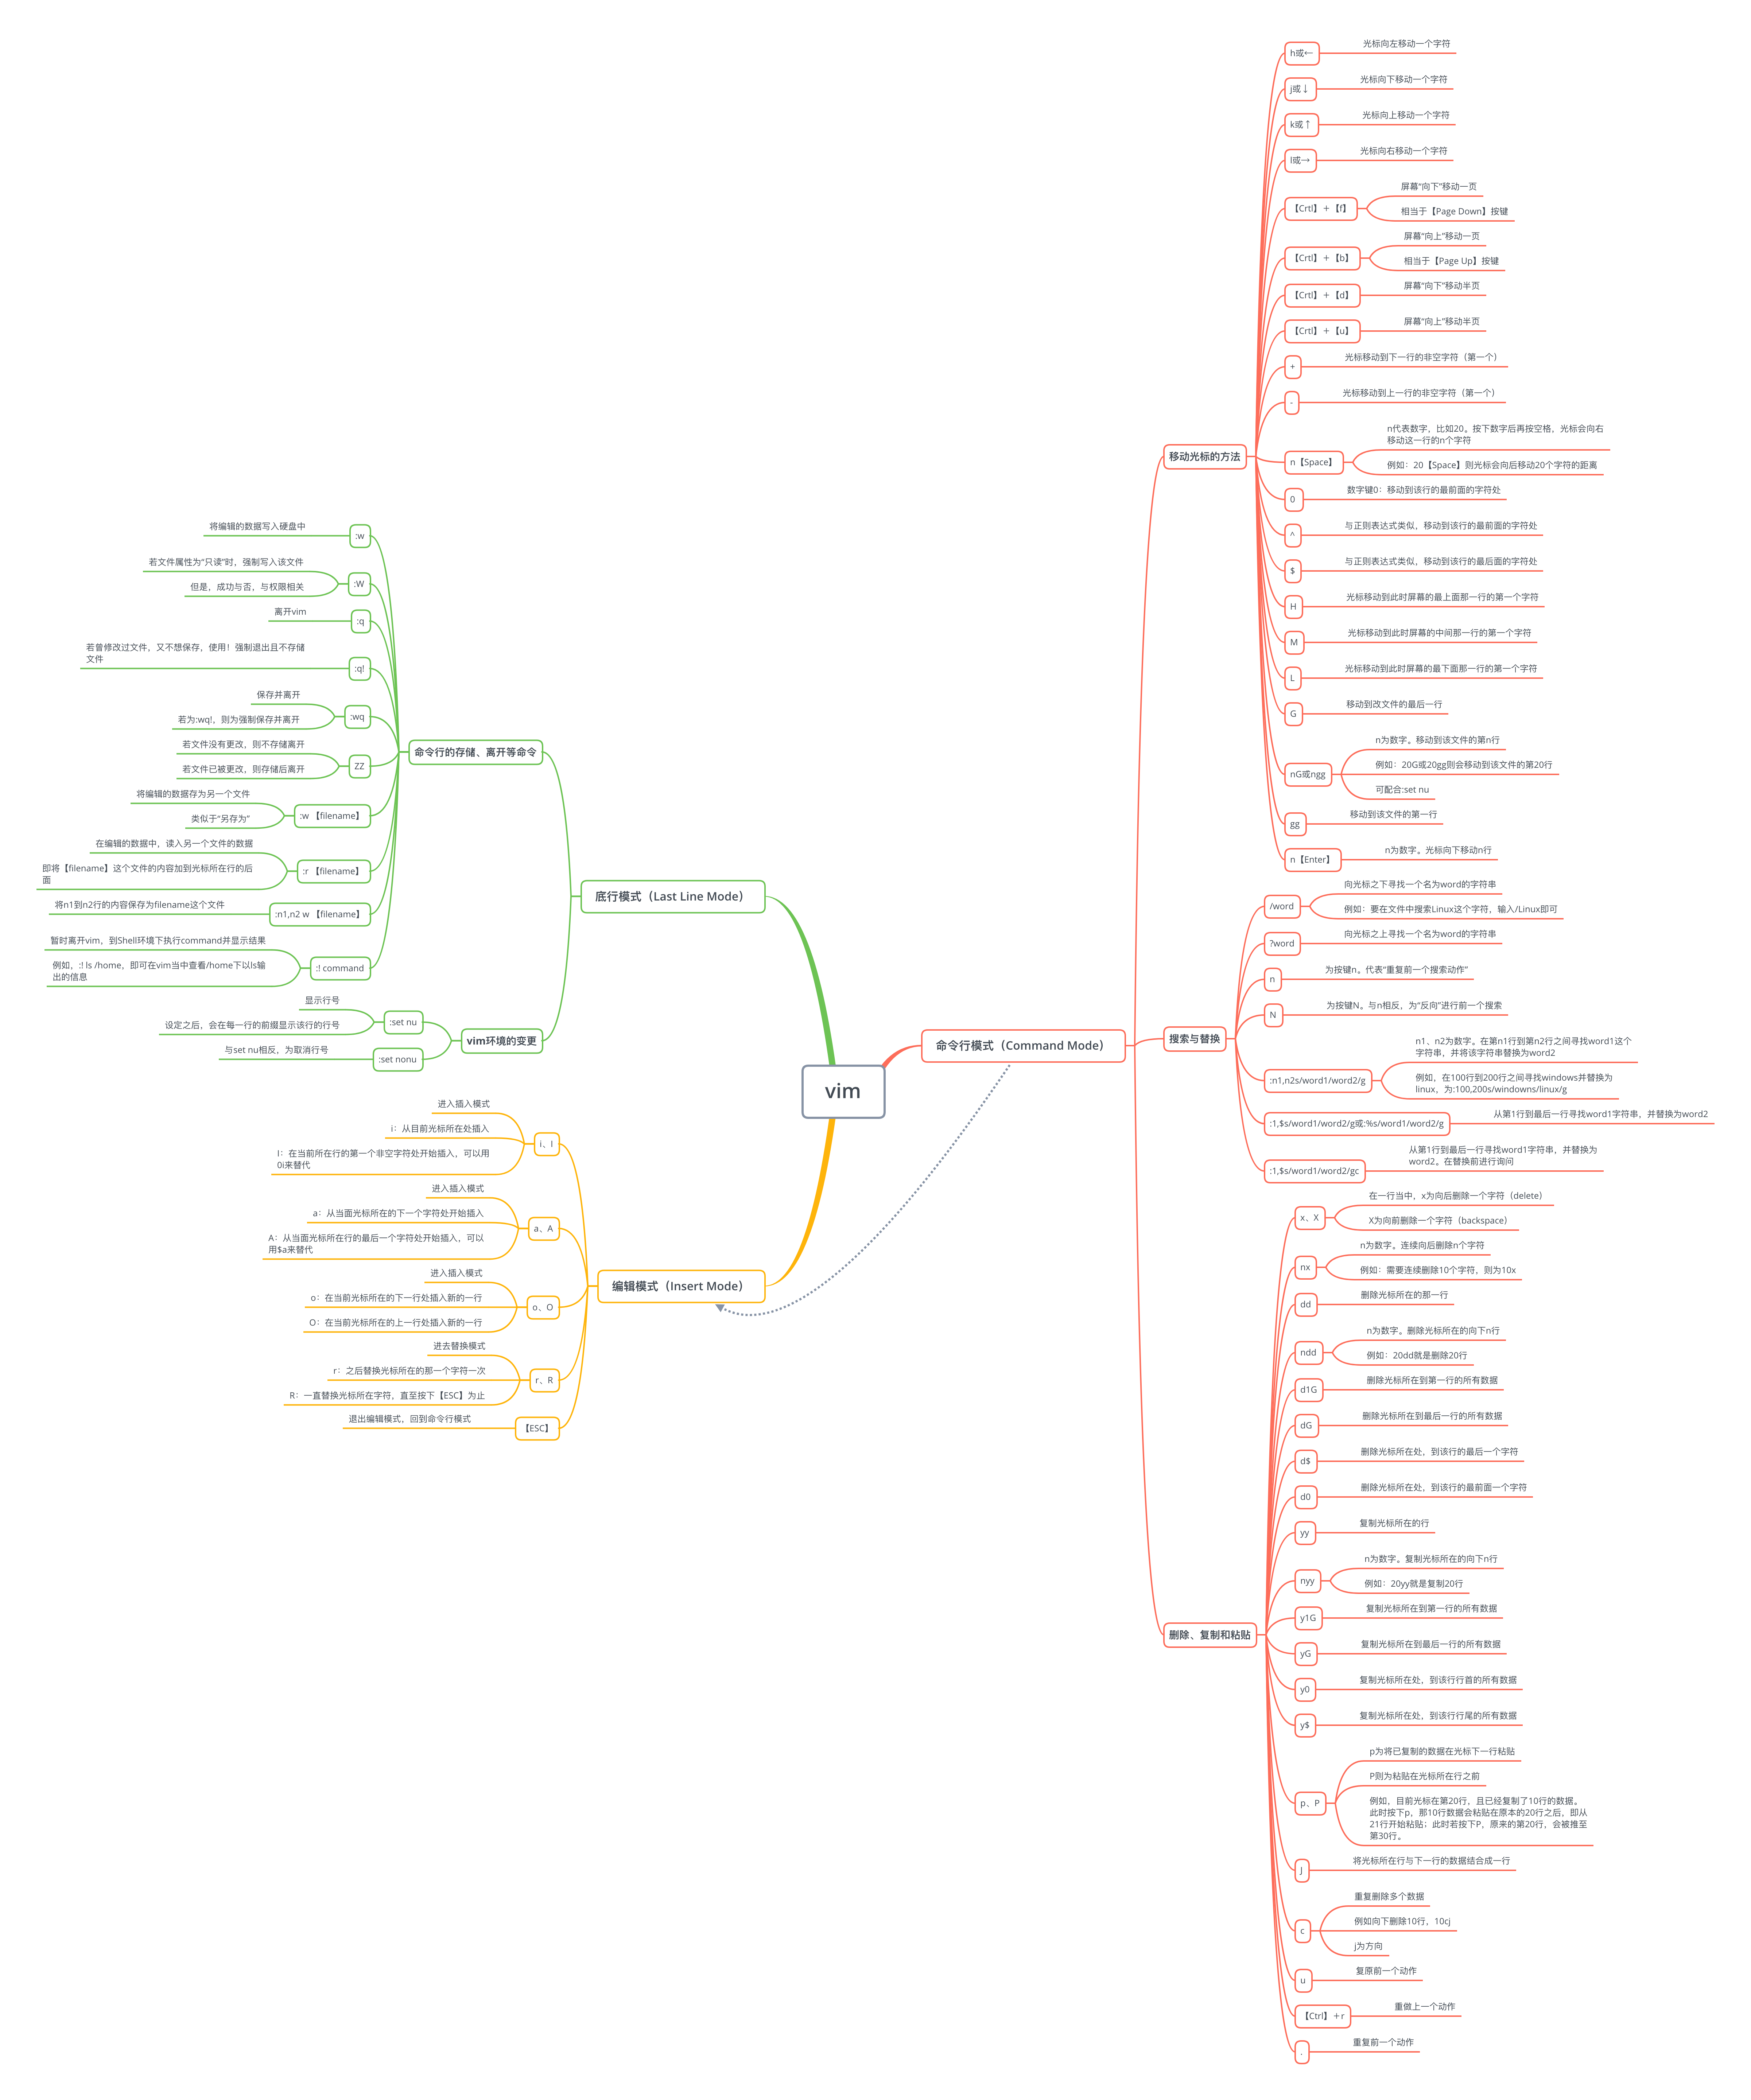 vim
命令行模式（Command Mode）
移动光标的方法
h或←
光标向左移动一个字符
j或↓
光标向下移动一个字符
k或↑
光标向上移动一个字符
l或→
光标向右移动一个字符
【Crtl】＋【f】
屏幕“向下”移动一页
相当于【Page Down】按键
【Crtl】＋【b】
屏幕“向上”移动一页
相当于【Page Up】按键
【Crtl】＋【d】
屏幕“向下”移动半页
【Crtl】＋【u】
屏幕“向上”移动半页
+
光标移动到下一行的非空字符（第一个）
-
光标移动到上一行的非空字符（第一个）
n【Space】
n代表数字，比如20。按下数字后再按空格，光标会向右
移动这一行的n个字符
例如：20【Space】则光标会向后移动20个字符的距离
0
数字键0：移动到该行的最前面的字符处
^
与正则表达式类似，移动到该行的最前面的字符处
$
与正则表达式类似，移动到该行的最后面的字符处
H
光标移动到此时屏幕的最上面那一行的第一个字符
M
光标移动到此时屏幕的中间那一行的第一个字符
L
光标移动到此时屏幕的最下面那一行的第一个字符
G
移动到改文件的最后一行
nG或ngg
n为数字。移动到该文件的第n行
例如：20G或20gg则会移动到该文件的第20行
可配合:set nu
gg
移动到该文件的第一行
n【Enter】
n为数字。光标向下移动n行
搜索与替换
/word
向光标之下寻找一个名为word的字符串
例如：要在文件中搜索Linux这个字符，输入/Linux即可
?word
向光标之上寻找一个名为word的字符串
n
为按键n。代表“重复前一个搜索动作”
N
为按键N。与n相反，为“反向”进行前一个搜索
:n1,n2s/word1/word2/g
n1、n2为数字。在第n1行到第n2行之间寻找word1这个
字符串，并将该字符串替换为word2
例如，在100行到200行之间寻找windows并替换为
linux，为:100,200s/windowns/linux/g
:1,$s/word1/word2/g或:%s/word1/word2/g
从第1行到最后一行寻找word1字符串，并替换为word2
:1,$s/word1/word2/gc
从第1行到最后一行寻找word1字符串，并替换为
word2。在替换前进行询问
删除、复制和粘贴
x、X
在一行当中，x为向后删除一个字符（delete）
X为向前删除一个字符（backspace）
nx
n为数字。连续向后删除n个字符
例如：需要连续删除10个字符，则为10x
dd
删除光标所在的那一行
ndd
n为数字。删除光标所在的向下n行
例如：20dd就是删除20行
d1G
删除光标所在到第一行的所有数据
dG
删除光标所在到最后一行的所有数据
d$
删除光标所在处，到该行的最后一个字符
d0
删除光标所在处，到该行的最前面一个字符
yy
复制光标所在的行
nyy
n为数字。复制光标所在的向下n行
例如：20yy就是复制20行
y1G
复制光标所在到第一行的所有数据
yG
复制光标所在到最后一行的所有数据
y0
复制光标所在处，到该行行首的所有数据
y$
复制光标所在处，到该行行尾的所有数据
p、P
p为将已复制的数据在光标下一行粘贴
P则为粘贴在光标所在行之前
例如，目前光标在第20行，且已经复制了10行的数据。
此时按下p，那10行数据会粘贴在原本的20行之后，即从
21行开始粘贴；此时若按下P，原来的第20行，会被推至
第30行。
J
将光标所在行与下一行的数据结合成一行
c
重复删除多个数据
例如向下删除10行，10cj
j为方向
u
复原前一个动作
【Ctrl】＋r
重做上一个动作
.
重复前一个动作
底行模式（Last Line Mode）
命令行的存储、离开等命令
:w
将编辑的数据写入硬盘中
:W
若文件属性为“只读”时，强制写入该文件
但是，成功与否，与权限相关
:q
离开vim
:q!
若曾修改过文件，又不想保存，使用！强制退出且不存储
文件
:wq
保存并离开
若为:wq!，则为强制保存并离开
ZZ
若文件没有更改，则不存储离开
若文件已被更改，则存储后离开
:w 【filename】
将编辑的数据存为另一个文件
类似于“另存为”
:r 【filename】
在编辑的数据中，读入另一个文件的数据
即将【filename】这个文件的内容加到光标所在行的后
面
:n1,n2 w 【filename】
将n1到n2行的内容保存为filename这个文件
:! command
暂时离开vim，到Shell环境下执行command并显示结果
例如，:! ls /home，即可在vim当中查看/home下以ls输
出的信息
vim环境的变更
:set nu
显示行号
设定之后，会在每一行的前缀显示该行的行号
:set nonu
与set nu相反，为取消行号
编辑模式（Insert Mode）
i、I
进入插入模式
i：从目前光标所在处插入
I：在当前所在行的第一个非空字符处开始插入，可以用
0i来替代
a、A
进入插入模式
a：从当面光标所在的下一个字符处开始插入
A：从当面光标所在行的最后一个字符处开始插入，可以
用$a来替代
o、O
进入插入模式
o：在当前光标所在的下一行处插入新的一行
O：在当前光标所在的上一行处插入新的一行
r、R
进去替换模式
r：之后替换光标所在的那一个字符一次
R：一直替换光标所在字符，直至按下【ESC】为止
【ESC】
退出编辑模式，回到命令行模式